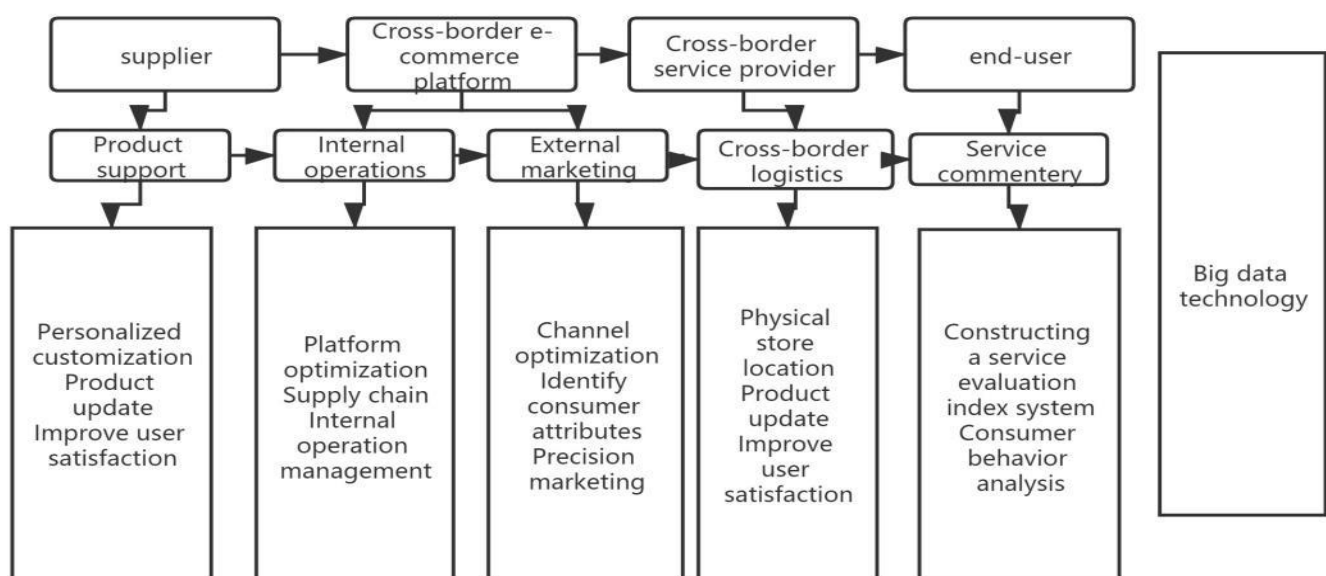 supplier
Cross-border e-
commerce
platform
Cross-border
service provider
end-user
Product
support
Internal
operations
External
marketing
Cross-border
logistics
Service
commentery
Personalized
customization
Product
update
Improve user
satisfaction
Platform
optimization
Supply chain
Internal
operation
management
Channel
optimization
Identify
consumer
attributes
Precision
marketing
Physical
store
location
Product
update
Improve
user
satisfaction
Constructing
a service
evaluation
index system
Consumer
behavior
analysis
Big data
technology